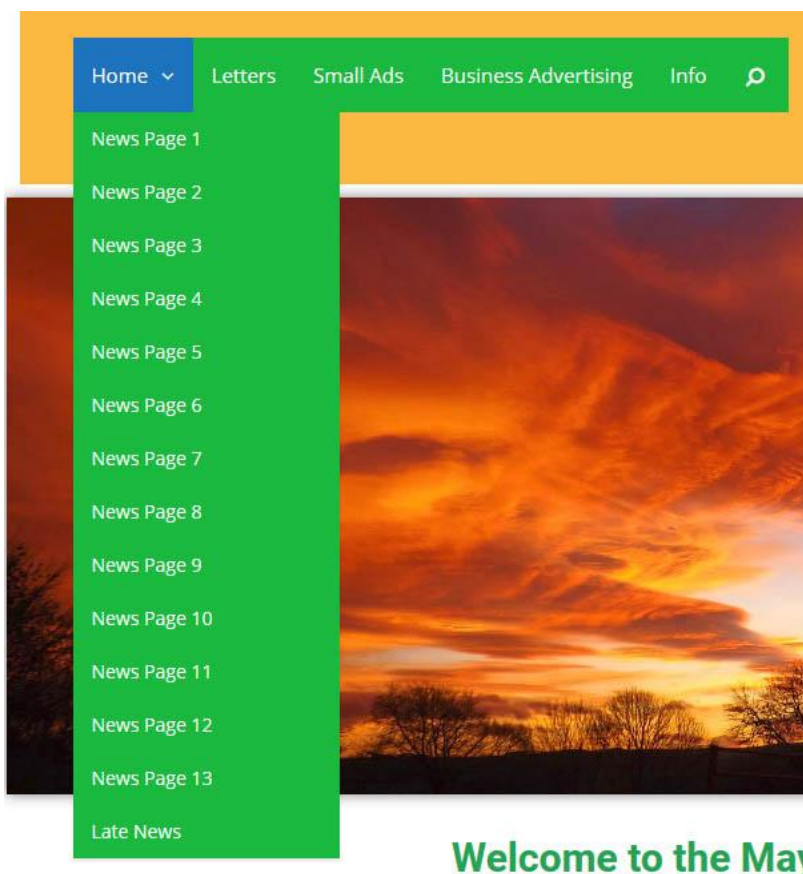 Home Letters Small Ads Business Advertising Info
News Page 1
News Page 2
News Page 3
News Page 4
News Page 5
News Page 6
News Page 7
News Page 8
News Page 9
News Page 10
News Page 11
News Page 12
News Page 13
Late News
Welcome to the